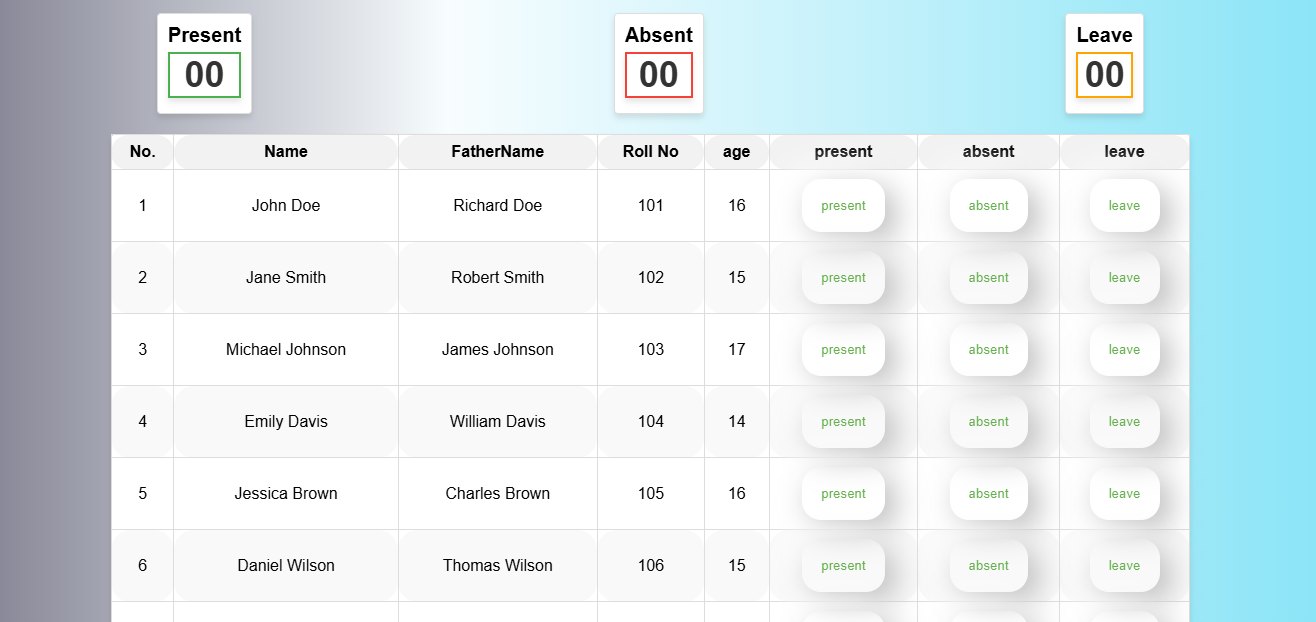 Present Absent Leave
00 00 00
No. Name FatherName Roll No age present absent leave
1 John Doe Richard Doe 101 16 present absent leave
2 Jane Smith Robert Smith 102 15 present absent leave
3 Michael Johnson James Johnson 103 17 present absent leave
4 Emily Davis William Davis 104 14 present absent leave
5 Jessica Brown Charles Brown 105 16 present absent leave
6 Daniel Wilson Thomas Wilson 106 15 present absent leave